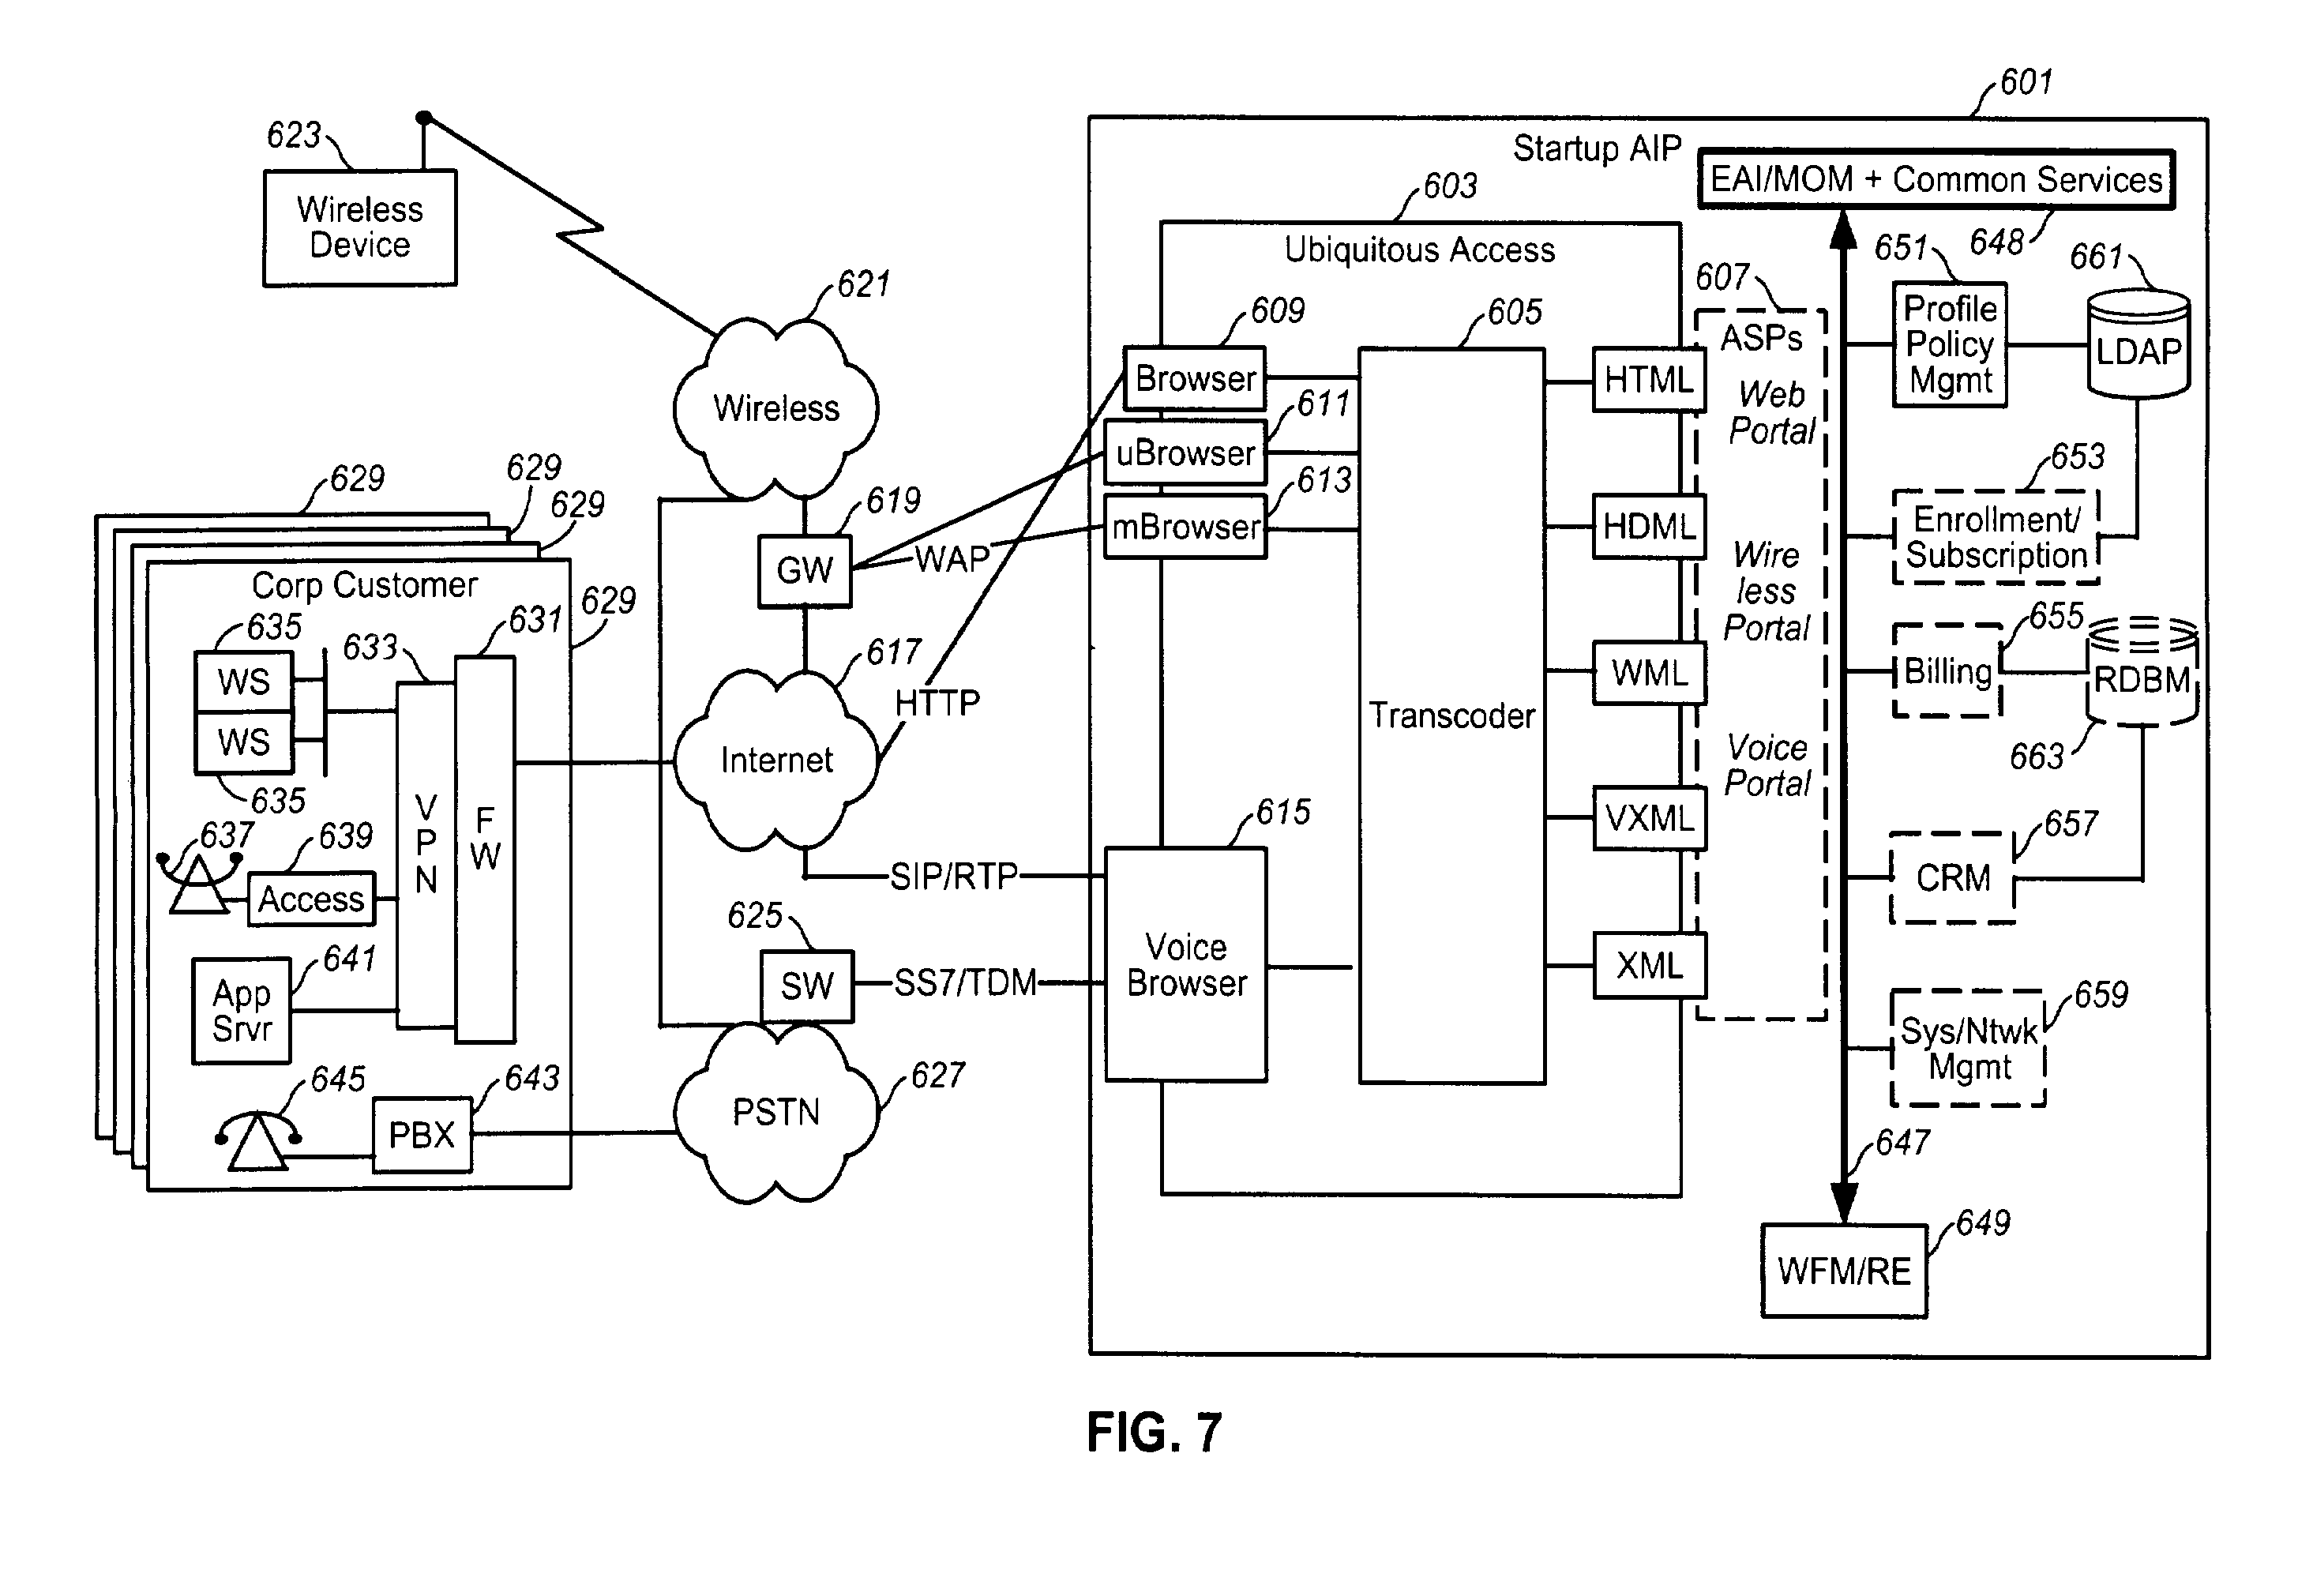 601
Startup AIP
EAI/MOM + Common Services
648
623
Wireless
Device
621
Wireless
603
Ubiquitous Access
609
Browser
611
uBrowser
613
mBrowser
605
Transcoder
607
ASPs
Web
Portal
Wire
less
Portal
Voice
Portal
HTML
HDML
WML
VXML
XML
651
Profile
Policy
Mgmt
661
LDAP
653
Enrollment/
Subscription
655
Billing
RDBM
663
657
CRM
659
Sys/Ntwk
Mgmt
647
649
WFM/RE
619
GW
WAP
617
Internet
HTTP
SIP/RTP
615
Voice
Browser
625
SW
SS7/TDM
627
PSTN
629
629
629
629
Corp Customer
635
WS
WS
635
633
V
P
N
631
F
W
637
639
Access
641
App
Srvr
645
643
PBX
FIG. 7